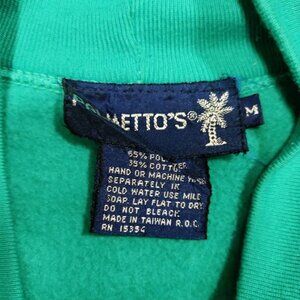 PALMETTO'S®
M
65% POLY
35% COTTON
HAND OR MACHINE WASH
SEPARATELY IN
COLD WATER USE MILD
SOAP. LAY FLAT TO DRY
DO NOT BLEACH.
MADE IN TAIWAN R.O.C.
RN 15354